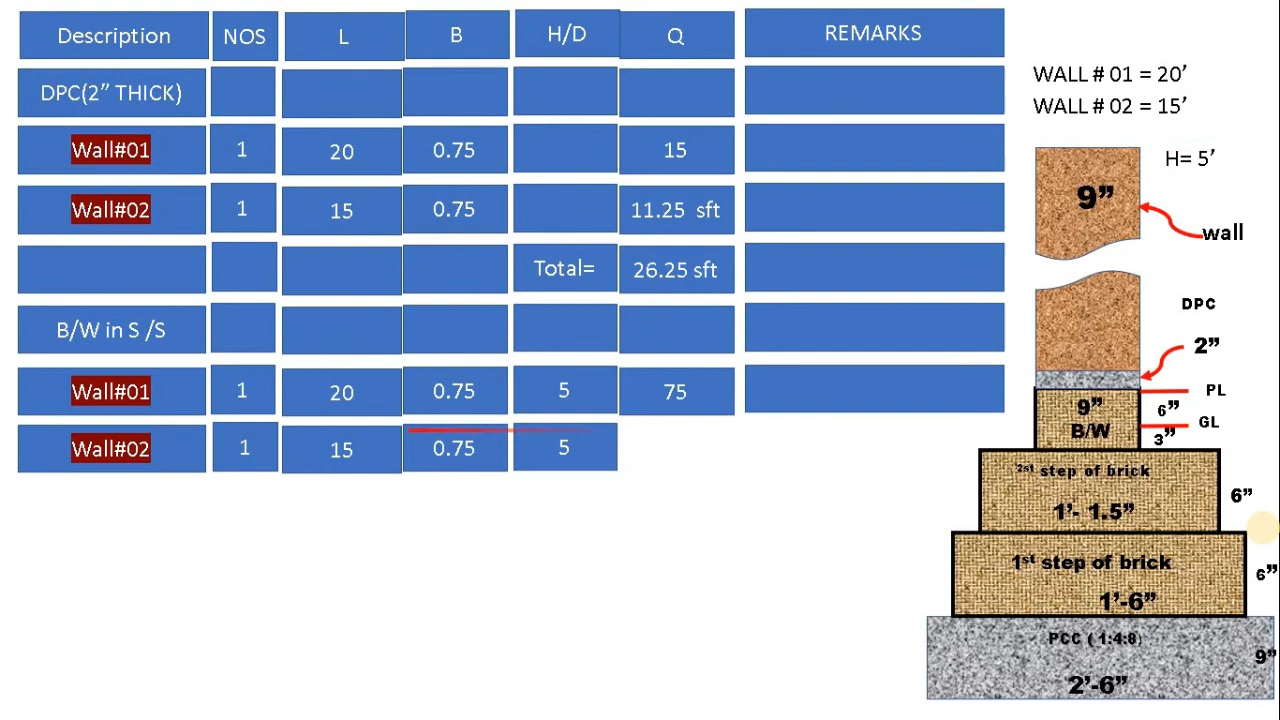 Description NOS L B H/D Q REMARKS
DPC(2” THICK)
Wall#01 1 20 0.75 15
Wall#02 1 15 0.75 11.25 sft
Total= 26.25 sft
B/W in S /S
Wall#01 1 20 0.75 5 75
Wall#02 1 15 0.75 5
WALL # 01 = 20’
WALL # 02 = 15’
H= 5’
9”
wall
DPC
2”
PL
9”
B/W
6”
GL
3”
2st step of brick
1’- 1.5”
6”
1st step of brick
1’-6”
6”
PCC ( 1:4:8)
2’-6”
9”